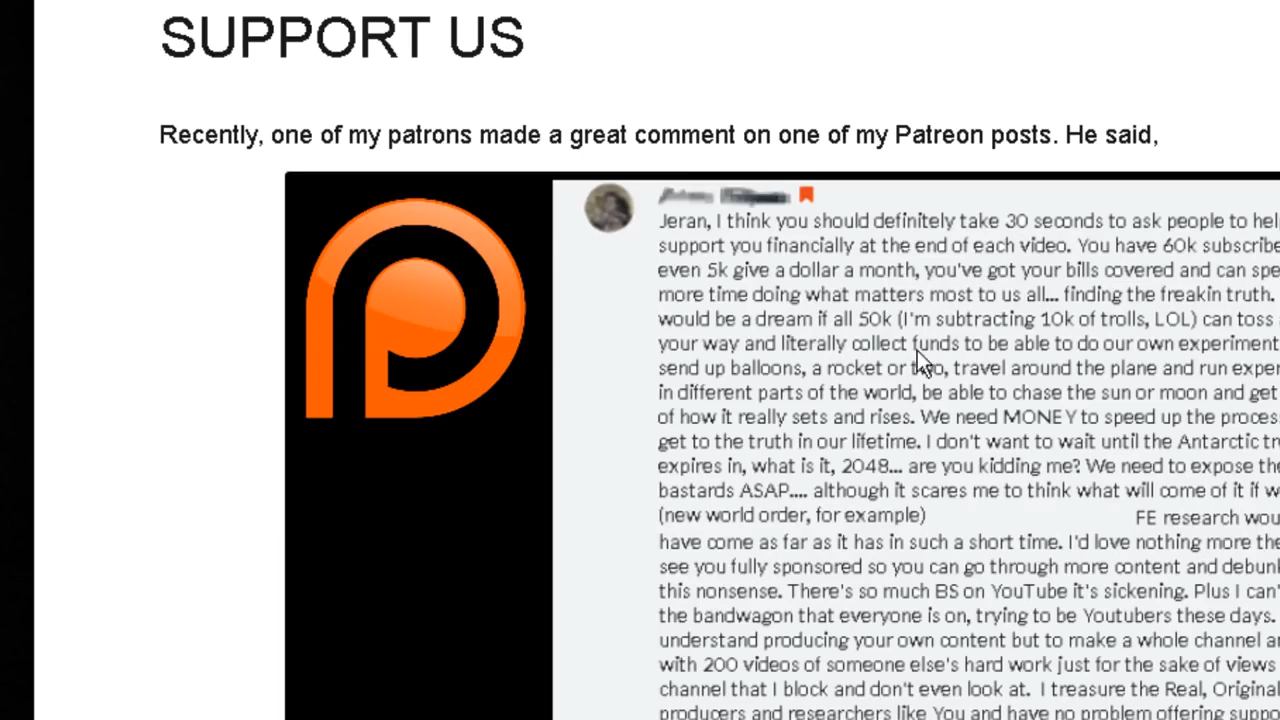 SUPPORT US
Recently, one of my patrons made a great comment on one of my Patreon posts. He said,
Jeran, I think you should definitely take 30 seconds to ask people to hel
support you financially at the end of each video. You have 60k subscribe
even 5k give a dollar a month, you've got your bills covered and can spe
more time doing what matters most to us all... finding the freakin truth.
would be a dream if all 50k (I'm subtracting 10k of trolls, LOL) can toss
your way and literally collect funds to be able to do our own experiment
send up balloons, a rocket or two, travel around the plane and run exper
in different parts of the world, be able to chase the sun or moon and get
of how it really sets and rises. We need MONEY to speed up the proces
get to the truth in our lifetime. I don't want to wait until the Antarctic tr
expires in, what is it, 2048... are you kidding me? We need to expose the
bastards ASAP.... although it scares me to think what will come of it if w
(new world order, for example) FE research wou
have come as far as it has in such a short time. I'd love nothing more the
see you fully sponsored so you can go through more content and debunk
this nonsense. There's so much BS on YouTube it's sickening. Plus I can'
the bandwagon that everyone is on, trying to be Youtubers these days.
understand producing your own content but to make a whole channel a
with 200 videos of someone else's hard work just for the sake of views
channel that I block and don't even look at. I treasure the Real, Original
producers and researchers like You and have no problem offering suppo